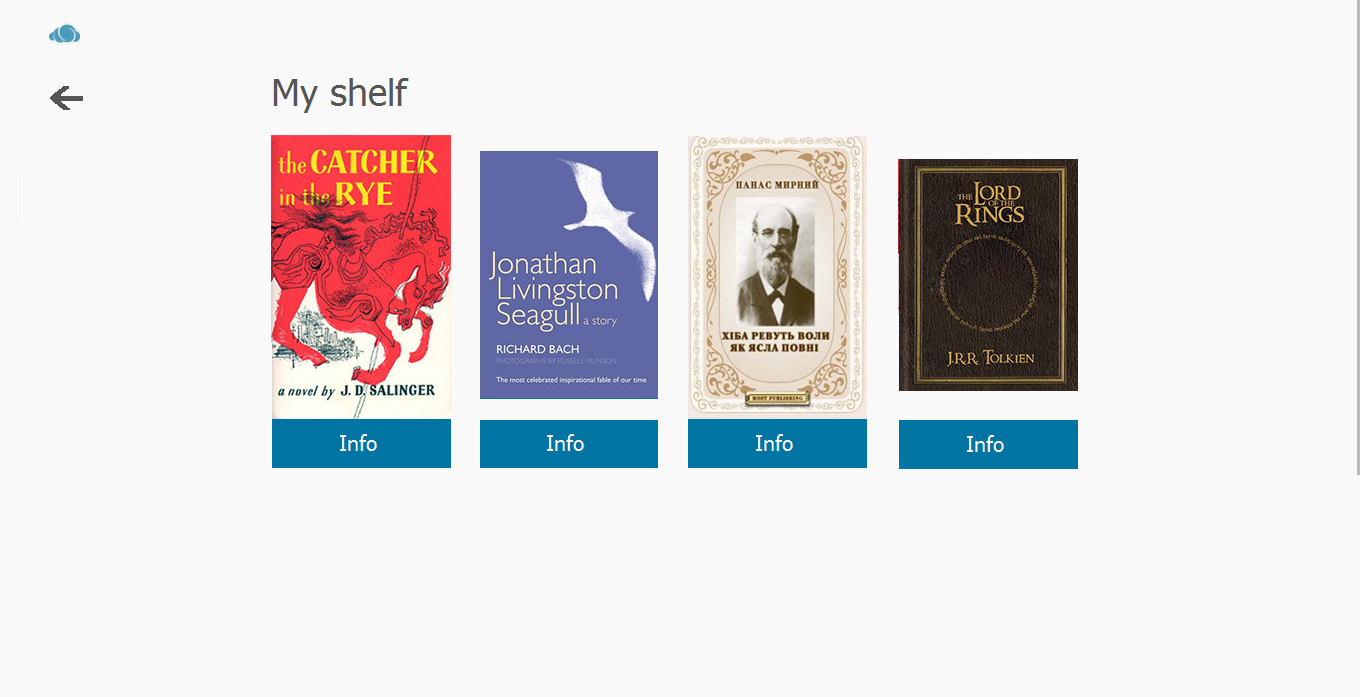 My shelf
the CATCHER
in the RYE
a novel by J. D. SALINGER
Jonathan
Livingston
Seagull a story
RICHARD BACH
PHOTOGRAPHS BY RUSSELL MUNSON
The most celebrated inspirational fable of our time
ПАНАС МИРНИЙ
ХІБА РЕВУТЬ ВОЛИ
ЯК ЯСЛА ПОВНІ
MOST PUBLISHING
THE LORD
OF THE
RINGS
J.R.R. TOLKIEN
Info
Info
Info
Info